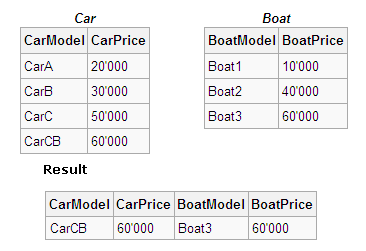 Car Boat
CarModel CarPrice BoatModel BoatPrice
CarA 20'000 Boat1 10'000
CarB 30'000 Boat2 40'000
CarC 50'000 Boat3 60'000
CarCB 60'000
Result
CarModel CarPrice BoatModel BoatPrice
CarCB 60'000 Boat3 60'000